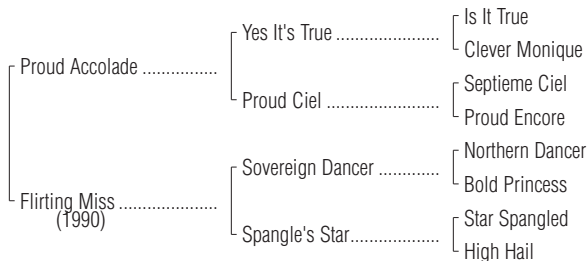 Is It True
Yes It's True .....................
Clever Monique
Proud Accolade ...............
Septieme Ciel
Proud Ciel .......................
Proud Encore
Northern Dancer
Sovereign Dancer ............
Bold Princess
Flirting Miss ....................
(1990)
Star Spangled
Spangle's Star..................
High Hail